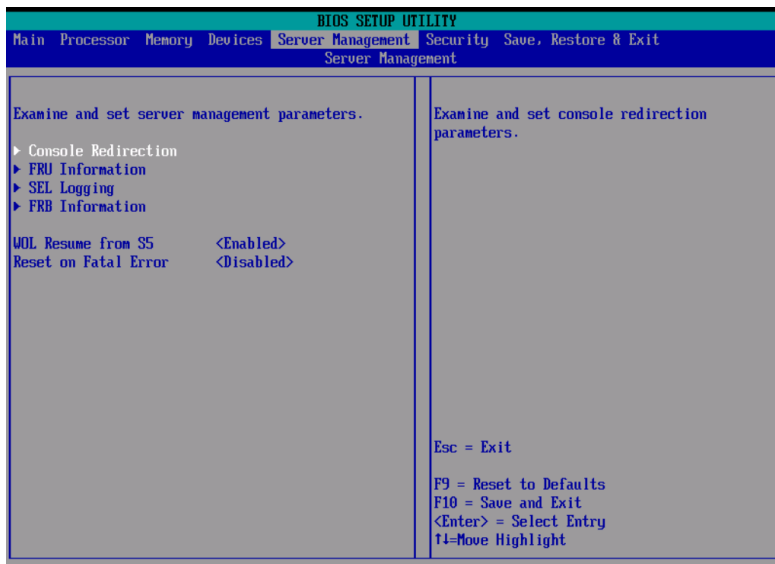 BIOS SETUP UTILITY
Main Processor Memory Devices Server Management Security Save, Restore & Exit
Server Management
Examine and set server management parameters.
▶ Console Redirection
▶ FRU Information
▶ SEL Logging
▶ FRB Information
WOL Resume from S5 <Enabled>
Reset on Fatal Error <Disabled>
Examine and set console redirection
parameters.
Esc = Exit
F9 = Reset to Defaults
F10 = Save and Exit
<Enter> = Select Entry
↑↓=Move Highlight